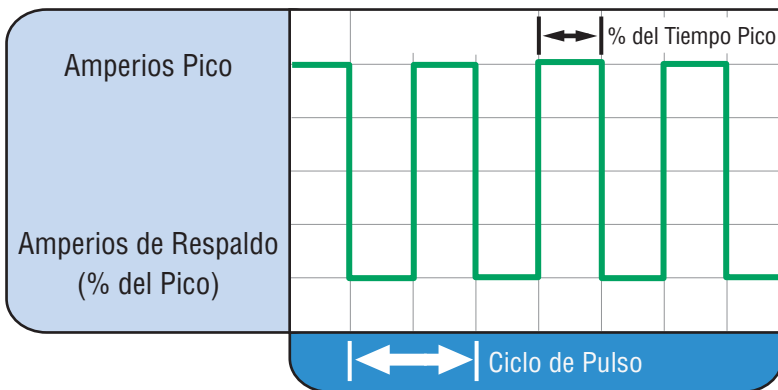 % del Tiempo Pico
Amperios Pico
Amperios de Respaldo
(% del Pico)
Ciclo de Pulso